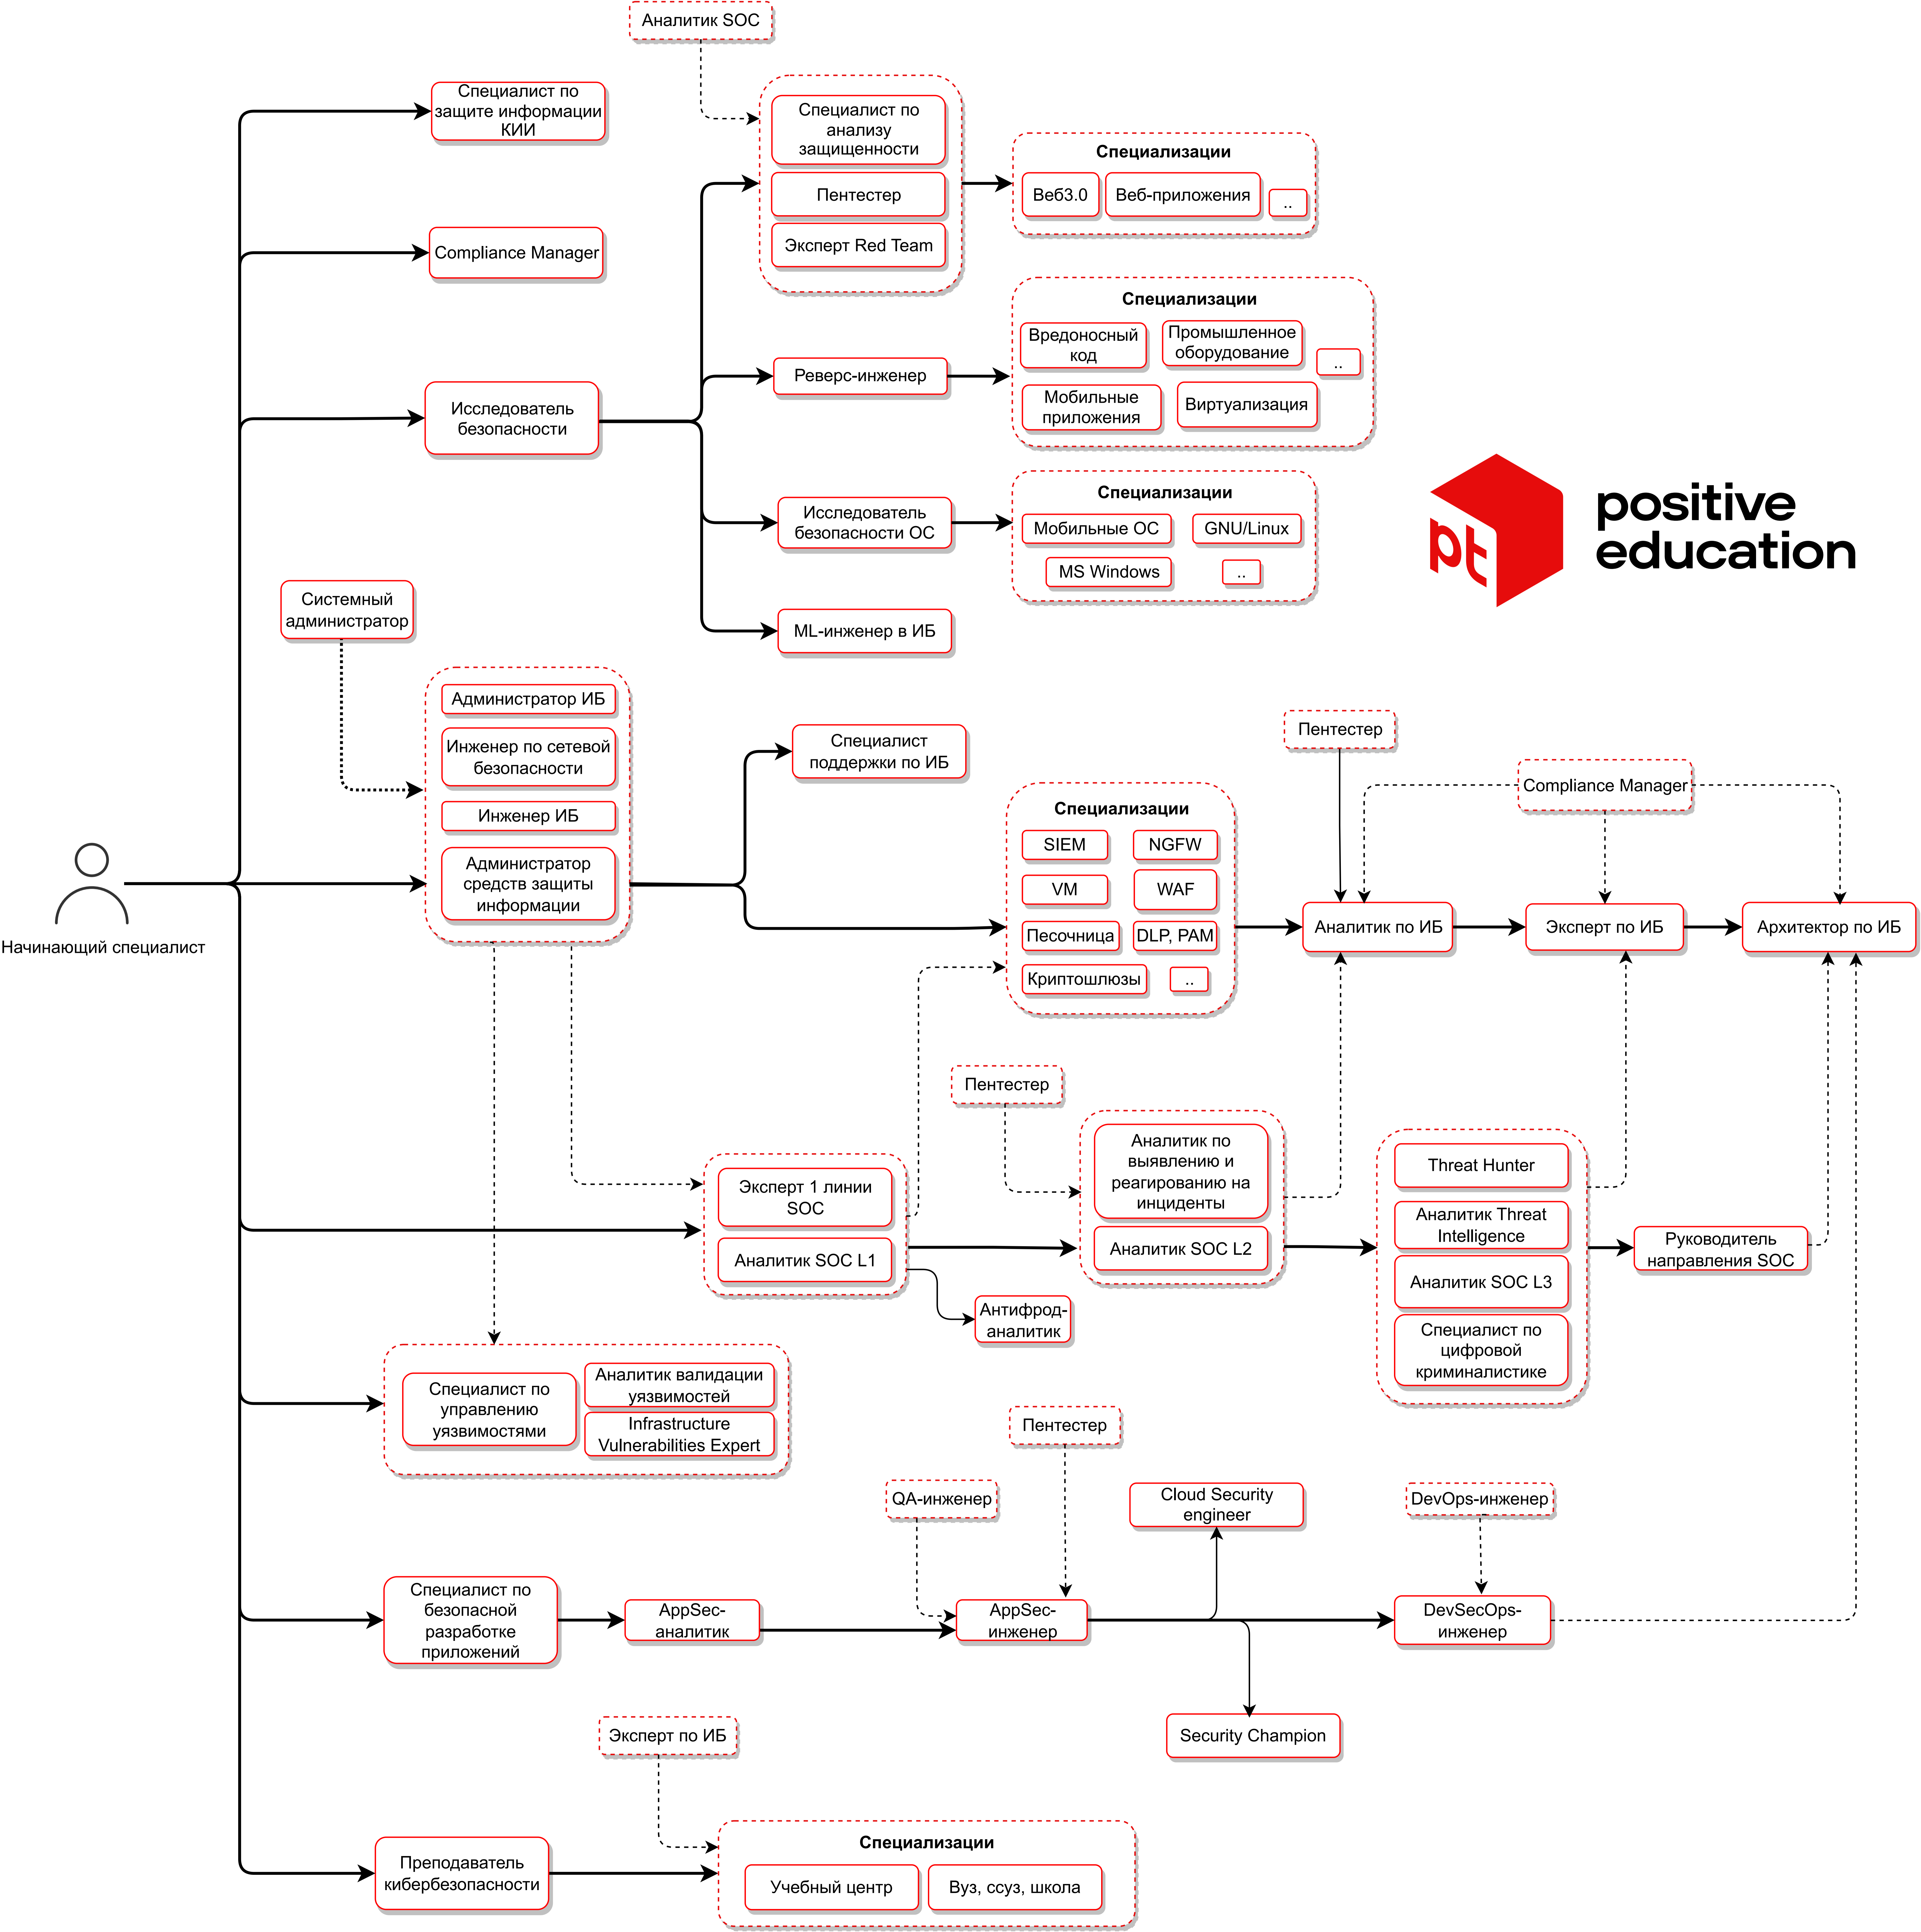 Аналитик SOC
Специалист по
защите информации
КИИ
Специалист по
анализу
защищенности
Пентестер
Эксперт Red Team
Специализации
Веб3.0
Веб-приложения
..
Compliance Manager
Специализации
Вредоносный
код
Промышленное
оборудование
..
Мобильные
приложения
Виртуализация
Реверс-инженер
Исследователь
безопасности
Исследователь
безопасности ОС
Специализации
Мобильные ОС
GNU/Linux
MS Windows
..
pt
positive
education
ML-инженер в ИБ
Системный
администратор
Администратор ИБ
Инженер по сетевой
безопасности
Инженер ИБ
Администратор
средств защиты
информации
Специалист
поддержки по ИБ
Специализации
SIEM
NGFW
VM
WAF
Песочница
DLP, PAM
Криптошлюзы
..
Пентестер
Compliance Manager
Аналитик по ИБ
Эксперт по ИБ
Архитектор по ИБ
Начинающий специалист
Пентестер
Эксперт 1 линии
SOC
Аналитик SOC L1
Аналитик по
выявлению и
реагированию на
инциденты
Аналитик SOC L2
Threat Hunter
Аналитик Threat
Intelligence
Аналитик SOC L3
Специалист по
цифровой
криминалистике
Руководитель
направления SOC
Антифрод-
аналитик
Специалист по
управлению
уязвимостями
Аналитик валидации
уязвимостей
Infrastructure
Vulnerabilities Expert
Пентестер
QA-инженер
Cloud Security
engineer
DevOps-инженер
Специалист по
безопасной
разработке
приложений
AppSec-
аналитик
AppSec-
инженер
DevSecOps-
инженер
Security Champion
Эксперт по ИБ
Преподаватель
кибербезопасности
Специализации
Учебный центр
Вуз, ссуз, школа